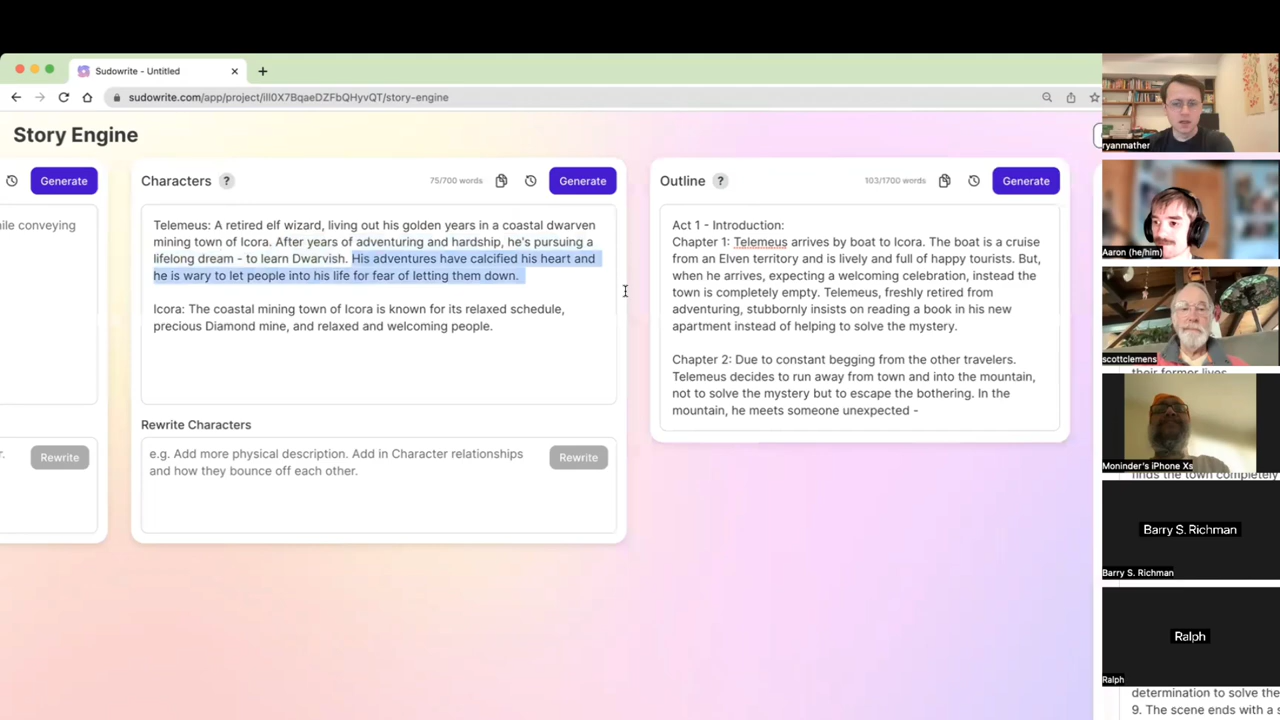 Sudowrite - Untitled
sudowrite.com/app/project/ilI0X7BqaeDZFbQHyvQT/story-engine
Story Engine
Generate
ile conveying
r.
Rewrite
Characters ?
75/700 words
Generate
Telemeus: A retired elf wizard, living out his golden years in a coastal dwarven
mining town of Icora. After years of adventuring and hardship, he's pursuing a
lifelong dream - to learn Dwarvish. His adventures have calcified his heart and
he is wary to let people into his life for fear of letting them down.
Icora: The coastal mining town of Icora is known for its relaxed schedule,
precious Diamond mine, and relaxed and welcoming people.
Rewrite Characters
e.g. Add more physical description. Add in Character relationships
and how they bounce off each other.
Rewrite
Outline ?
103/1700 words
Generate
Act 1 - Introduction:
Chapter 1: Telemeus arrives by boat to Icora. The boat is a cruise
from an Elven territory and is lively and full of happy tourists. But,
when he arrives, expecting a welcoming celebration, instead the
town is completely empty. Telemeus, freshly retired from
adventuring, stubbornly insists on reading a book in his new
apartment instead of helping to solve the mystery.
Chapter 2: Due to constant begging from the other travelers.
Telemeus decides to run away from town and into the mountain,
not to solve the mystery but to escape the bothering. In the
mountain, he meets someone unexpected -
ryanmather
Aaron (he/him)
scottclemens
their former lives
Moninder's iPhone Xs
finds the town completely
Barry S. Richman
Barry S. Richman
Ralph
Ralph
determination to solve the
9. The scene ends with a s